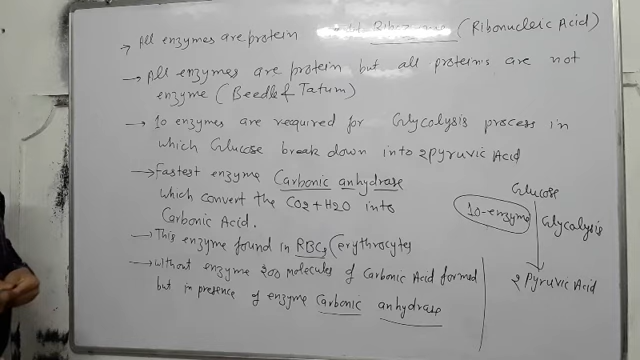 → All enzymes are protein Ribozyme (Ribonucleic Acid)
→ All enzymes are protein but all proteins are not
enzyme (Beedle & Tatum)
→ 10 enzymes are required for Glycolysis process in
which Glucose break down into 2 pyruvic Acid
→ Fastest enzyme Carbonic anhydrase
which convert the CO2 + H2O into
Carbonic Acid.
→ This enzyme found in RBCs (erythrocytes
→ without enzyme 200 molecules of Carbonic Acid formed
but in presence of enzyme Carbonic anhydrase
Glucose
10-enzyme Glycolysis
2 Pyruvic Acid